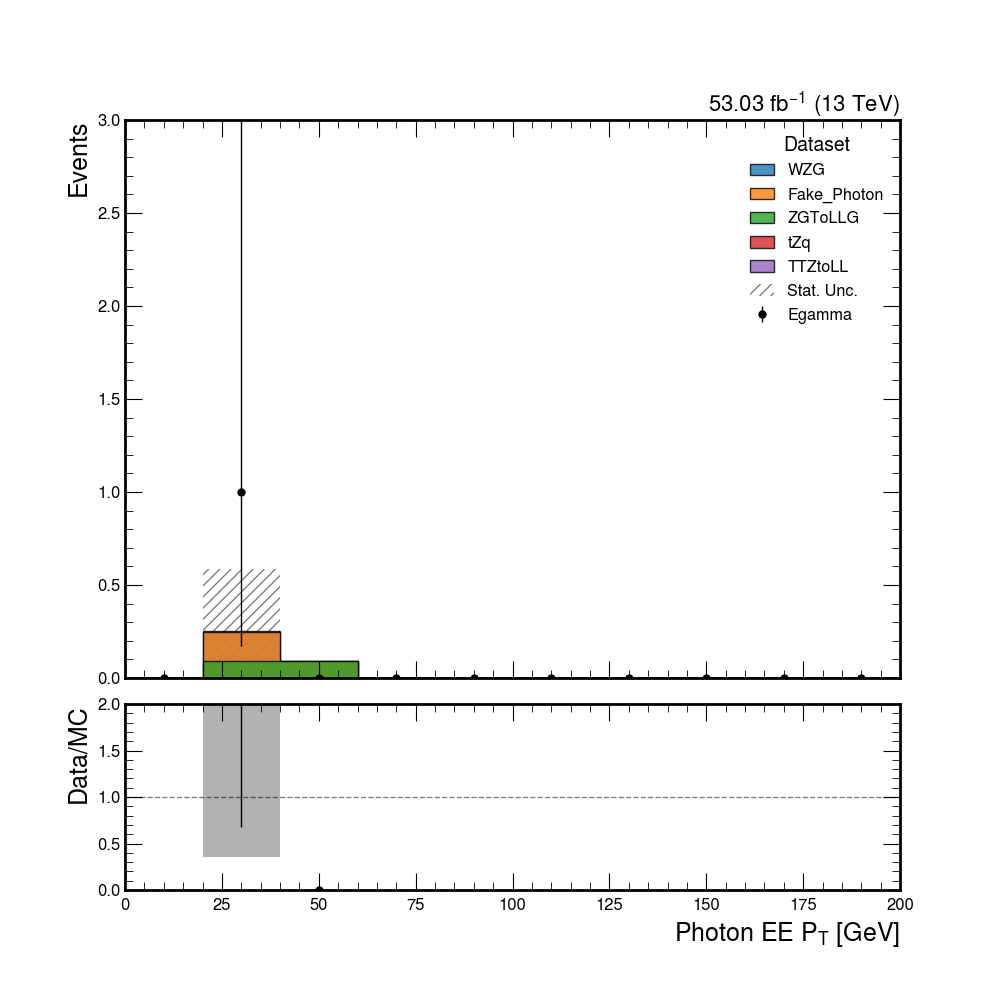 53.03 fb⁻¹ (13 TeV)
Events
3.0
2.5
2.0
1.5
1.0
0.5
0.0
Dataset
WZG
Fake_Photon
ZGToLLG
tZq
TTZtoLL
Stat. Unc.
Egamma
Data/MC
2.0
1.5
1.0
0.5
0.0
0 25 50 75 100 125 150 175 200
Photon EE P_T [GeV]